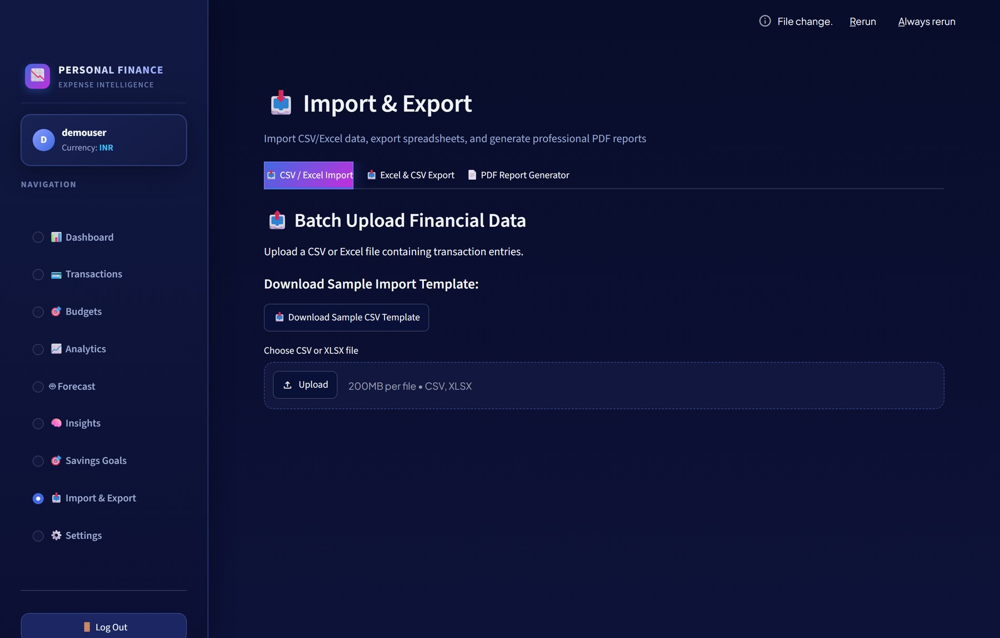 File change.
Rerun
Always rerun
PERSONAL FINANCE
EXPENSE INTELLIGENCE
D
demouser
Currency: INR
NAVIGATION
Dashboard
Transactions
Budgets
Analytics
Forecast
Insights
Savings Goals
Import & Export
Settings
Log Out
Import & Export
Import CSV/Excel data, export spreadsheets, and generate professional PDF reports
CSV / Excel Import
Excel & CSV Export
PDF Report Generator
Batch Upload Financial Data
Upload a CSV or Excel file containing transaction entries.
Download Sample Import Template:
Download Sample CSV Template
Choose CSV or XLSX file
Upload
200MB per file • CSV, XLSX